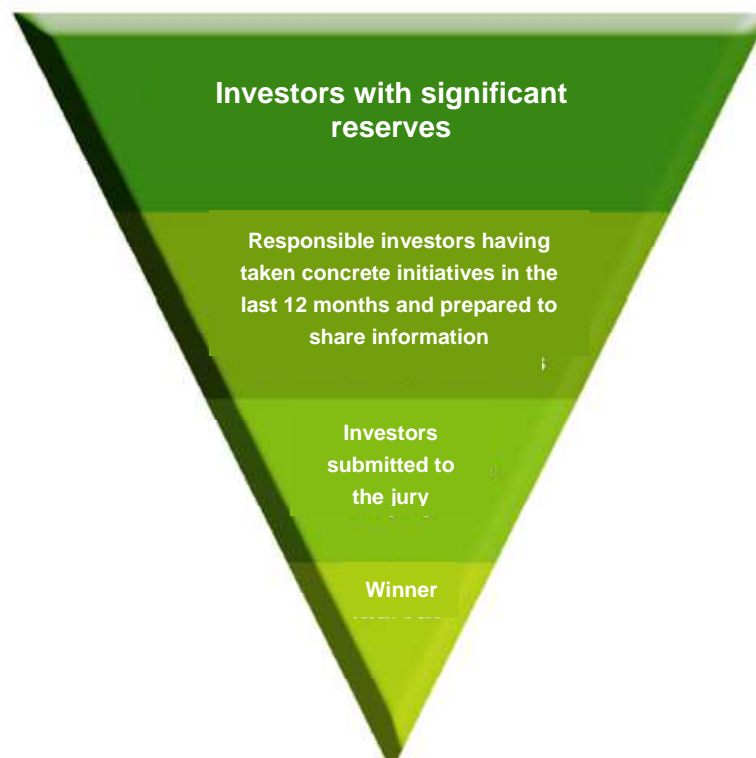 Investors with significant
reserves
Responsible investors having
taken concrete initiatives in the
last 12 months and prepared to
share information
Investors
submitted to
the jury
Winner